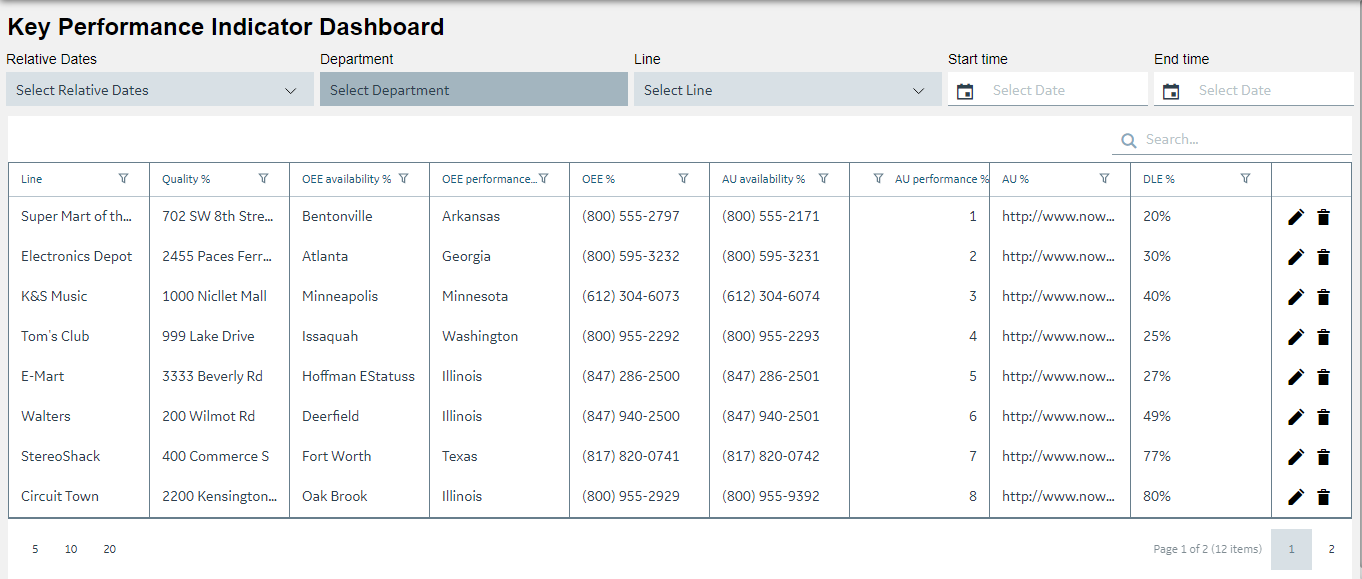 Key Performance Indicator Dashboard
Relative Dates Department Line Start time End time
Select Relative Dates Select Department Select Line Select Date Select Date
Search...
Line Quality % OEE availability % OEE performance... OEE % AU availability % AU performance % AU % DLE %
Super Mart of th... 702 SW 8th Stre... Bentonville Arkansas (800) 555-2797 (800) 555-2171 1 http://www.now... 20%
Electronics Depot 2455 Paces Ferr... Atlanta Georgia (800) 595-3232 (800) 595-3231 2 http://www.now... 30%
K&S Music 1000 Nicllet Mall Minneapolis Minnesota (612) 304-6073 (612) 304-6074 3 http://www.now... 40%
Tom's Club 999 Lake Drive Issaquah Washington (800) 955-2292 (800) 955-2293 4 http://www.now... 25%
E-Mart 3333 Beverly Rd Hoffman EStatuss Illinois (847) 286-2500 (847) 286-2501 5 http://www.now... 27%
Walters 200 Wilmot Rd Deerfield Illinois (847) 940-2500 (847) 940-2501 6 http://www.now... 49%
StereoShack 400 Commerce S Fort Worth Texas (817) 820-0741 (817) 820-0742 7 http://www.now... 77%
Circuit Town 2200 Kensington... Oak Brook Illinois (800) 955-2929 (800) 955-9392 8 http://www.now... 80%
5 10 20 Page 1 of 2 (12 items) 1 2